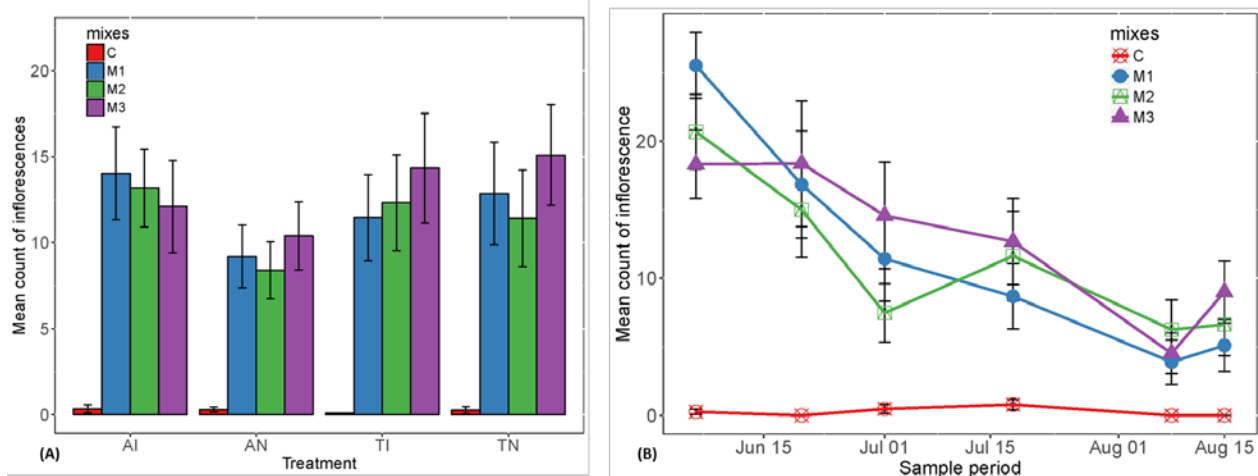 mixes
C
M1
M2
M3
Mean count of inflorescences
20
15
10
5
0
AI AN TI TN
Treatment
(A)
mixes
C
M1
M2
M3
Mean count of inflorescence
20
10
0
Jun 15 Jul 01 Jul 15 Aug 01 Aug 15
Sample period
(B)